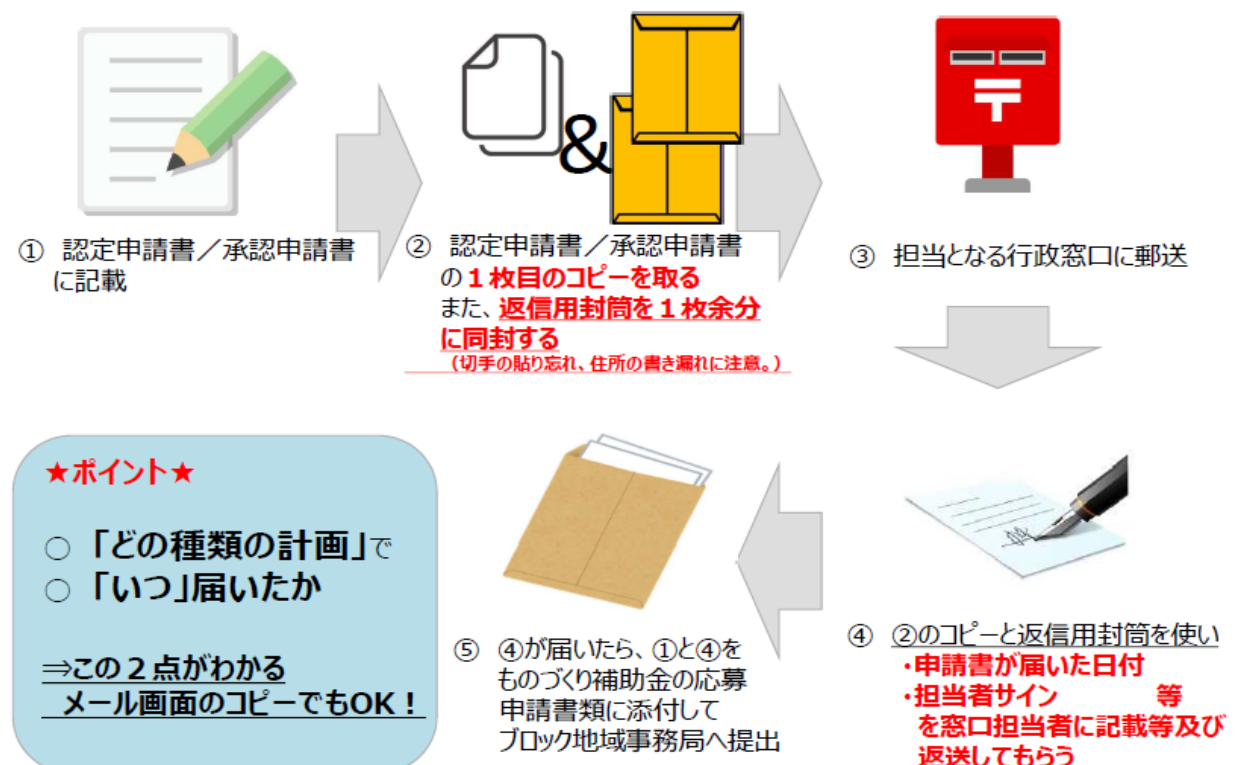 &
〒
① 認定申請書／承認申請書
に記載
② 認定申請書／承認申請書
の１枚目のコピーを取る
また、返信用封筒を１枚余分
に同封する
（切手の貼り忘れ、住所の書き漏れに注意。）
③ 担当となる行政窓口に郵送
④ ②のコピーと返信用封筒を使い
・申請書が届いた日付
・担当者サイン 等
を窓口担当者に記載等及び
返送してもらう
⑤ ④が届いたら、①と④を
ものづくり補助金の応募
申請書類に添付して
ブロック地域事務局へ提出
★ポイント★
○ 「どの種類の計画」で
○ 「いつ」届いたか
⇒この２点がわかる
メール画面のコピーでもOK！